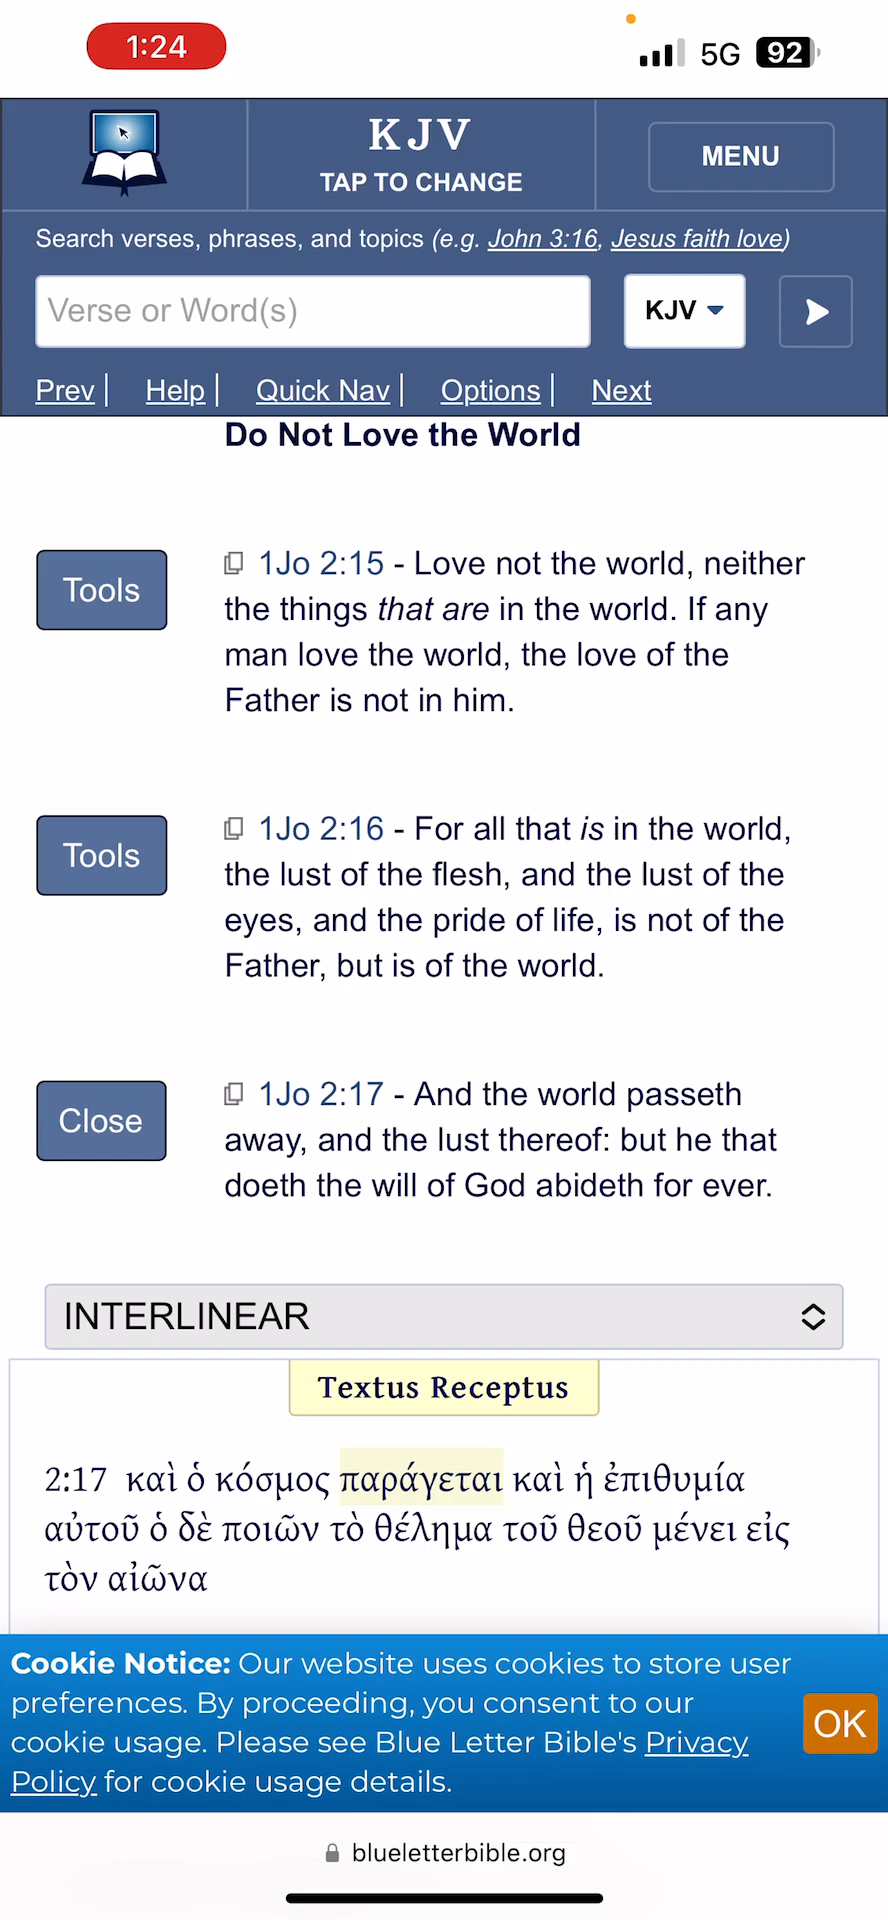 1:24
5G 92
KJV
TAP TO CHANGE
MENU
Search verses, phrases, and topics (e.g. John 3:16, Jesus faith love)
Verse or Word(s)
KJV
Prev | Help | Quick Nav | Options | Next
Do Not Love the World
Tools
1Jo 2:15 - Love not the world, neither
the things that are in the world. If any
man love the world, the love of the
Father is not in him.
Tools
1Jo 2:16 - For all that is in the world,
the lust of the flesh, and the lust of the
eyes, and the pride of life, is not of the
Father, but is of the world.
Close
1Jo 2:17 - And the world passeth
away, and the lust thereof: but he that
doeth the will of God abideth for ever.
INTERLINEAR
Textus Receptus
2:17 καὶ ὁ κόσμος παράγεται καὶ ἡ ἐπιθυμία
αὐτοῦ ὁ δὲ ποιῶν τὸ θέλημα τοῦ θεοῦ μένει εἰς
τὸν αἰῶνα
Cookie Notice: Our website uses cookies to store user
preferences. By proceeding, you consent to our
cookie usage. Please see Blue Letter Bible's Privacy
Policy for cookie usage details.
OK
blueletterbible.org